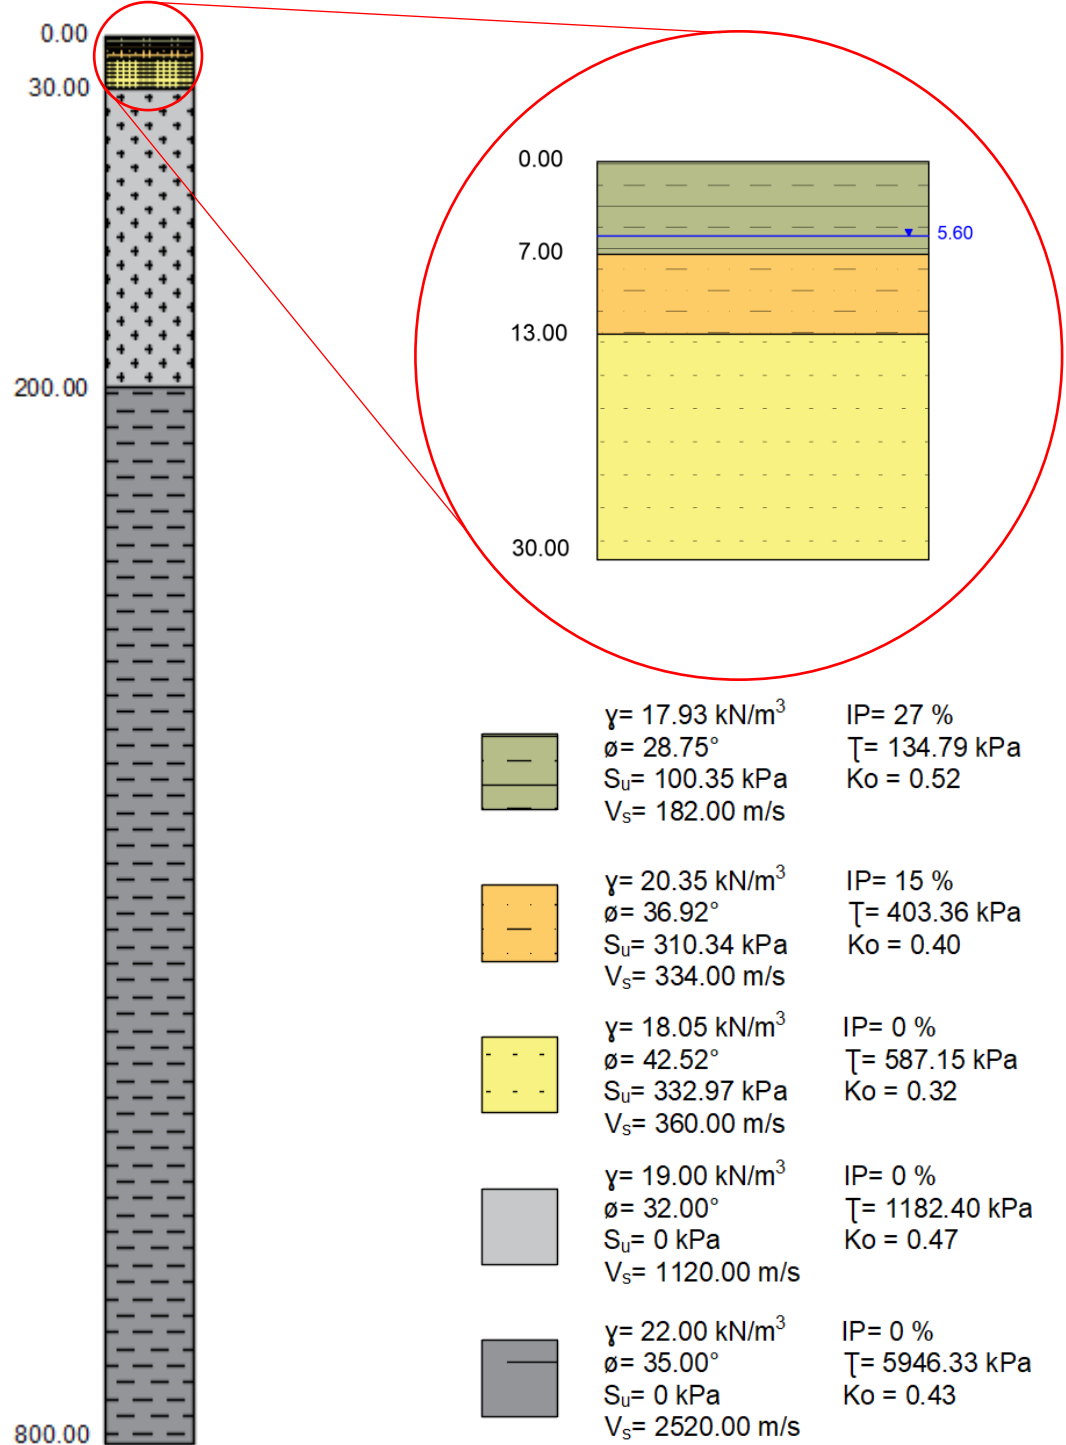 0.00
30.00
200.00
800.00
0.00
5.60
7.00
13.00
30.00
γ= 17.93 kN/m³ IP= 27 %
ø= 28.75° Ʈ= 134.79 kPa
Sᵤ= 100.35 kPa Ko = 0.52
Vₛ= 182.00 m/s
γ= 20.35 kN/m³ IP= 15 %
ø= 36.92° Ʈ= 403.36 kPa
Sᵤ= 310.34 kPa Ko = 0.40
Vₛ= 334.00 m/s
γ= 18.05 kN/m³ IP= 0 %
ø= 42.52° Ʈ= 587.15 kPa
Sᵤ= 332.97 kPa Ko = 0.32
Vₛ= 360.00 m/s
γ= 19.00 kN/m³ IP= 0 %
ø= 32.00° Ʈ= 1182.40 kPa
Sᵤ= 0 kPa Ko = 0.47
Vₛ= 1120.00 m/s
γ= 22.00 kN/m³ IP= 0 %
ø= 35.00° Ʈ= 5946.33 kPa
Sᵤ= 0 kPa Ko = 0.43
Vₛ= 2520.00 m/s